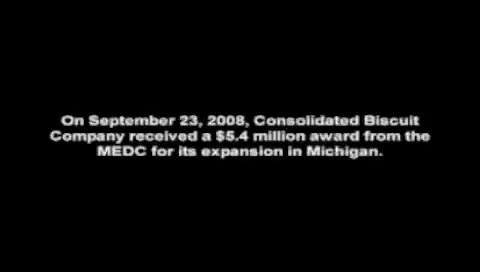 On September 23, 2008, Consolidated Biscuit
Company received a $5.4 million award from the
MEDC for its expansion in Michigan.